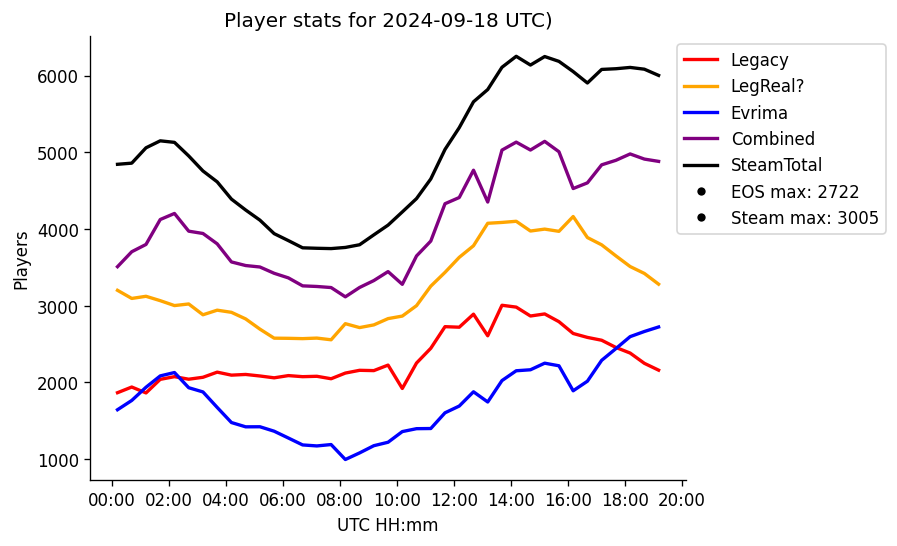 Player stats for 2024-09-18 UTC)
Legacy
LegReal?
Evrima
Combined
SteamTotal
EOS max: 2722
Steam max: 3005
Players
6000
5000
4000
3000
2000
1000
00:00 02:00 04:00 06:00 08:00 10:00 12:00 14:00 16:00 18:00 20:00
UTC HH:mm